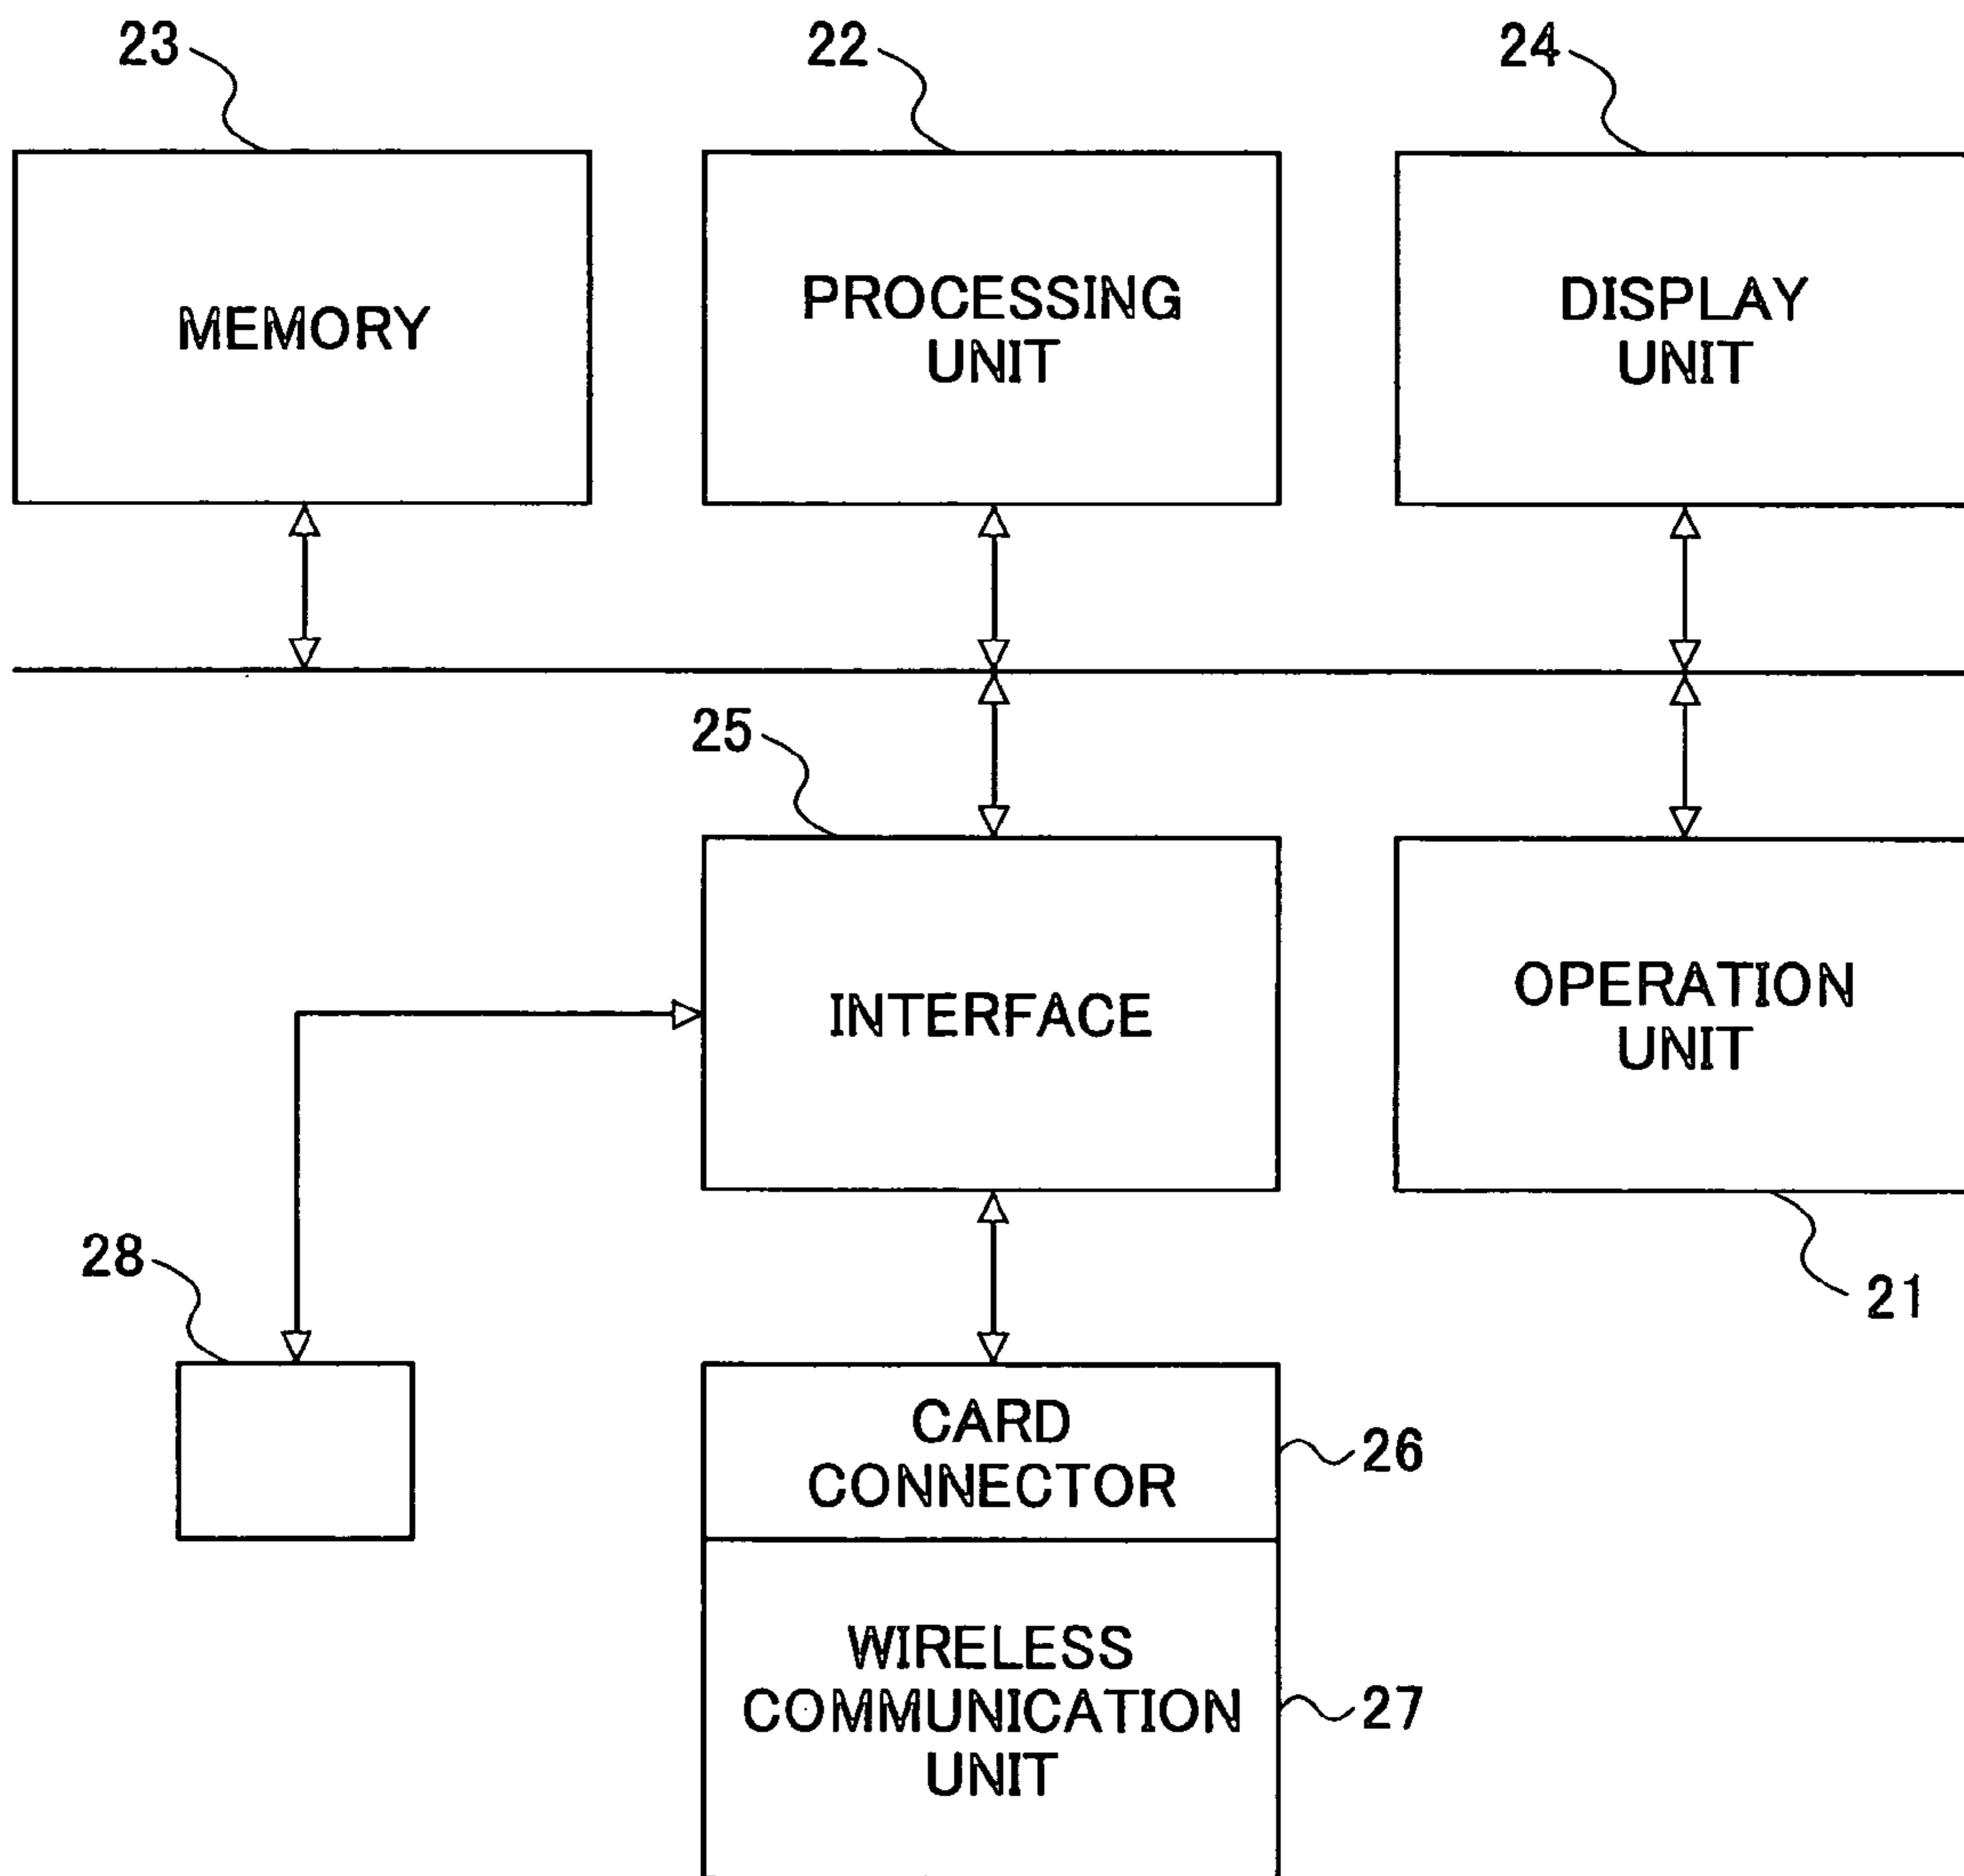 23
22
24
MEMORY
PROCESSING
UNIT
DISPLAY
UNIT
25
INTERFACE
OPERATION
UNIT
28
21
CARD
CONNECTOR
26
WIRELESS
COMMUNICATION
UNIT
27